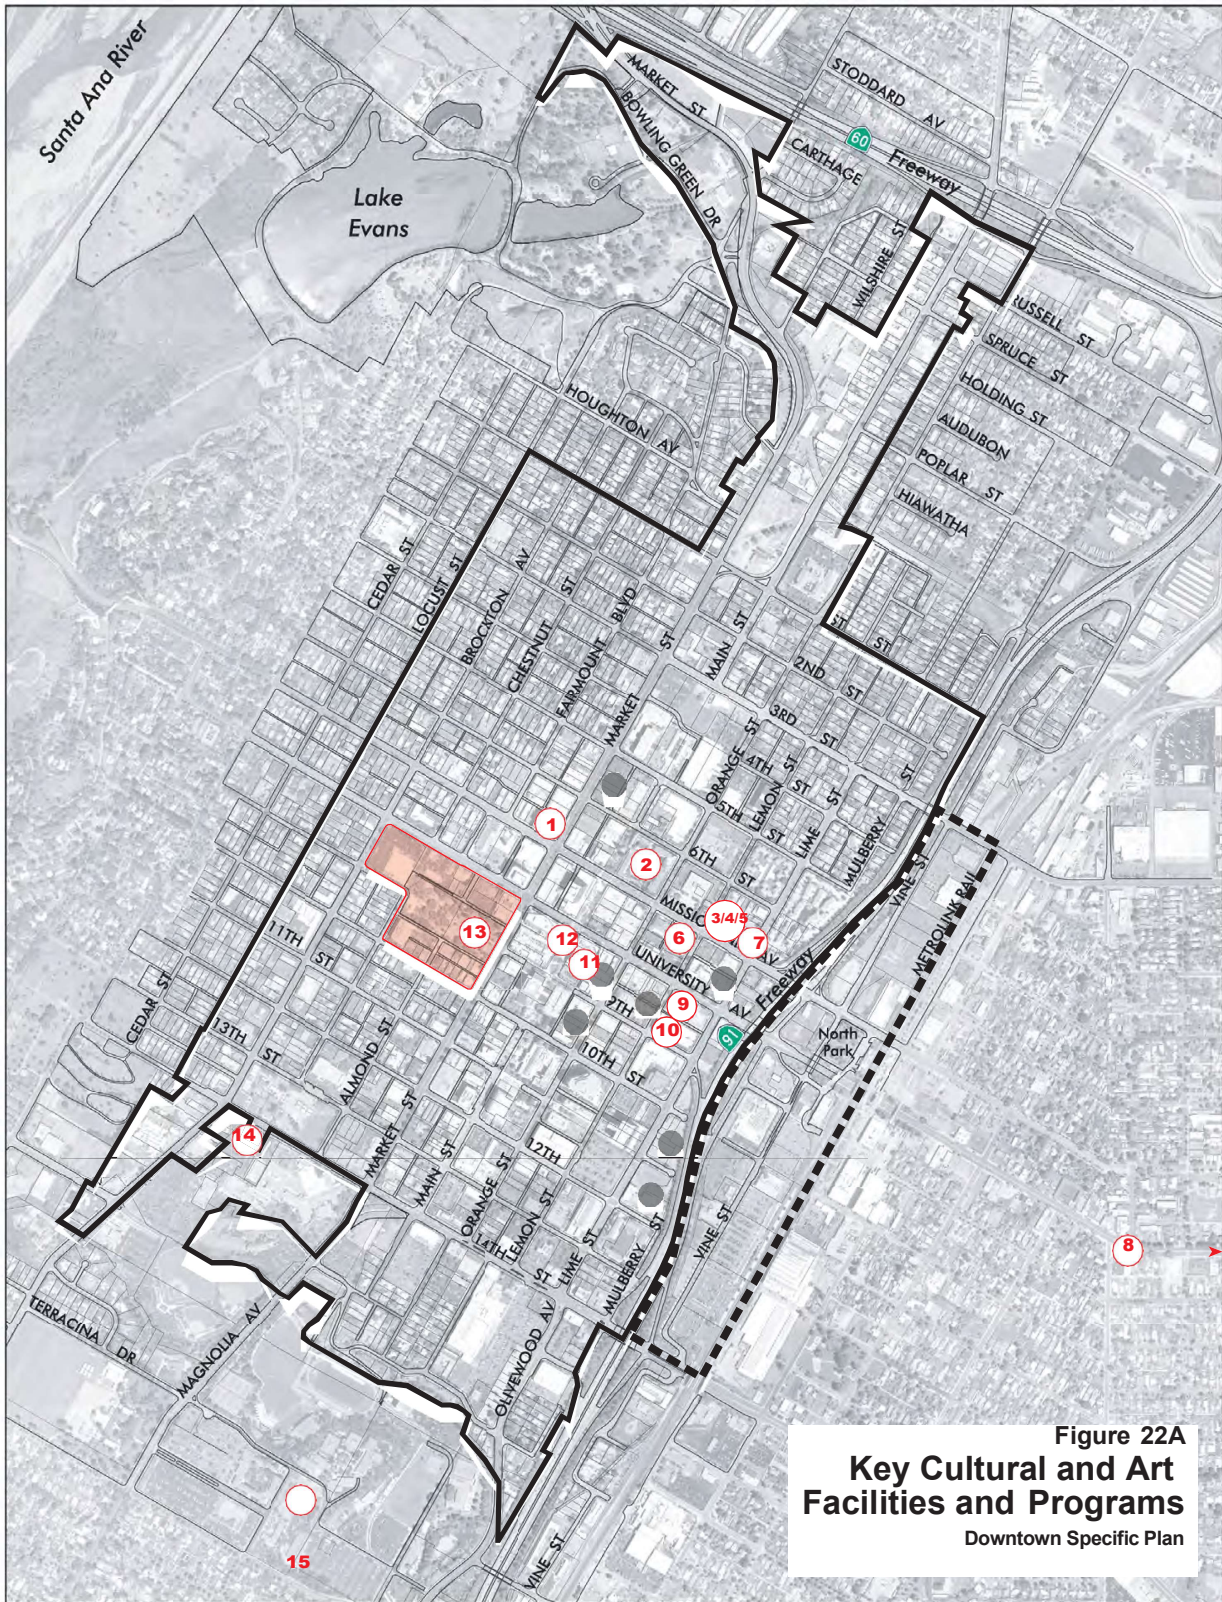 Santa Ana River
Lake
Evans
MARKET ST
BOWLING GREEN DR
STODDARD AV
60
Freeway
CARTHAGE
WILSHIRE ST
RUSSELL ST
SPRUCE ST
HOLDING ST
AUDUBON
POPLAR ST
HIAWATHA
HOUGHTON AV
CEDAR ST
LOCUST ST
BROCKTON AV
CHESTNUT ST
FAIRMOUNT BLVD
MARKET ST
MAIN ST
ST
ST
2ND ST
3RD ST
4TH ST
5TH ST
6TH ST
ORANGE ST
LEMON ST
LIME ST
MULBERRY ST
VINE ST
METROLINK RAIL
1
2
3/4/5
MISSION INN AV
6
7
UNIVERSITY AV
Freeway
91
North
Park
13
12
11
9
10
9TH
10TH ST
11TH ST
12TH
13TH ST
CEDAR ST
ALMOND ST
MARKET ST
MAIN ST
ORANGE ST
LEMON ST
14TH ST
LIME ST
MULBERRY ST
VINE ST
14
8
TERRACINA DR
MAGNOLIA AV
OLIVEWOOD AV
VINE ST
15
Figure 22A
Key Cultural and Art
Facilities and Programs
Downtown Specific Plan